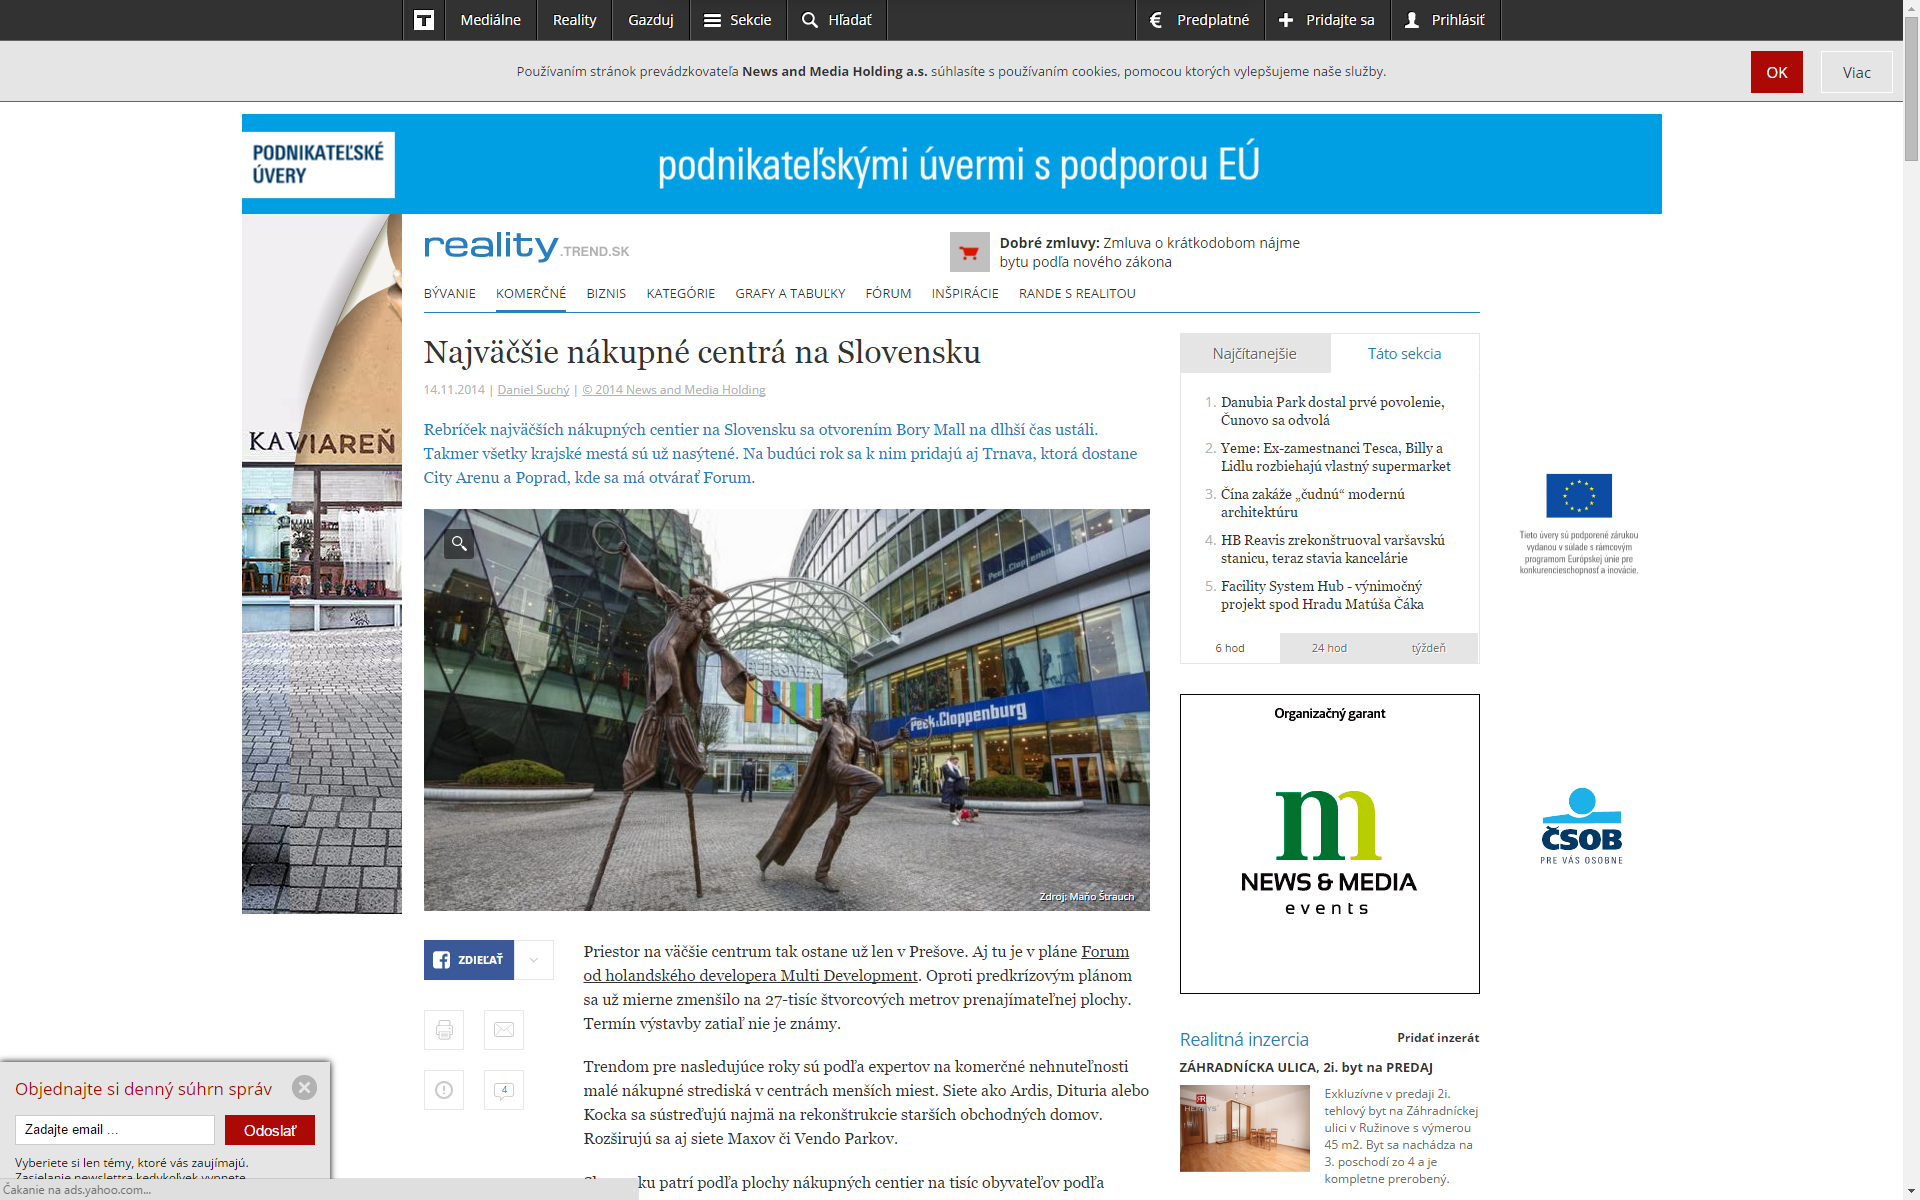 T Mediálne Reality Gazduj Sekcie Hľadať € Predplatné Pridajte sa Prihlásiť
Používaním stránok prevádzkovateľa News and Media Holding a.s. súhlasíte s používaním cookies, pomocou ktorých vylepšujeme naše služby.
OK Viac
PODNIKATEĽSKÉ
ÚVERY
podnikateľskými úvermi s podporou EÚ
reality.TREND.SK
Dobré zmluvy: Zmluva o krátkodobom nájme
bytu podľa nového zákona
BÝVANIE KOMERČNÉ BIZNIS KATEGÓRIE GRAFY A TABUĽKY FÓRUM INŠPIRÁCIE RANDE S REALITOU
KAVIAREŇ
Najväčšie nákupné centrá na Slovensku
14.11.2014 | Daniel Suchý | © 2014 News and Media Holding
Rebríček najväčších nákupných centier na Slovensku sa otvorením Bory Mall na dlhší čas ustáli.
Takmer všetky krajské mestá sú už nasýtené. Na budúci rok sa k nim pridajú aj Trnava, ktorá dostane
City Arenu a Poprad, kde sa má otvárať Forum.
Peek&Cloppenburg
Peek&Cloppenburg
Zdroj: Maňo Štrauch
ZDIEĽAŤ
4
Priestor na väčšie centrum tak ostane už len v Prešove. Aj tu je v pláne Forum
od holandského developera Multi Development. Oproti predkrízovým plánom
sa už mierne zmenšilo na 27-tisíc štvorcových metrov prenajímateľnej plochy.
Termín výstavby zatiaľ nie je známy.
Trendom pre nasledujúce roky sú podľa expertov na komerčné nehnuteľnosti
malé nákupné strediská v centrách menších miest. Siete ako Ardis, Dituria alebo
Kocka sa sústreďujú najmä na rekonštrukcie starších obchodných domov.
Rozširujú sa aj siete Maxov či Vendo Parkov.
ku patrí podľa plochy nákupných centier na tisíc obyvateľov podľa
Najčítanejšie Táto sekcia
1. Danubia Park dostal prvé povolenie,
Čunovo sa odvolá
2. Yeme: Ex-zamestnanci Tesca, Billy a
Lidlu rozbiehajú vlastný supermarket
3. Čína zakáže „čudnú“ modernú
architektúru
4. HB Reavis zrekonštruoval varšavskú
stanicu, teraz stavia kancelárie
5. Facility System Hub - výnimočný
projekt spod Hradu Matúša Čáka
6 hod 24 hod týždeň
Organizačný garant
NEWS & MEDIA
events
Realitná inzercia Pridať inzerát
ZÁHRADNÍCKA ULICA, 2i. byt na PREDAJ
Exkluzívne v predaji 2i.
tehlový byt na Záhradníckej
ulici v Ružinove s výmerou
45 m2. Byt sa nachádza na
3. poschodí zo 4 a je
kompletne prerobený.
Tieto úvery sú podporené zárukou
vydanou v súlade s rámcovým
programom Európskej únie pre
konkurencieschopnosť a inovácie.
ČSOB
PRE VÁS OSOBNE
Objednajte si denný súhrn správ
Zadajte email ... Odoslať
Vyberiete si len témy, ktoré vás zaujímajú.
Zasielanie newslettra kedykoľvek vypnete
Čakanie na ads.yahoo.com...